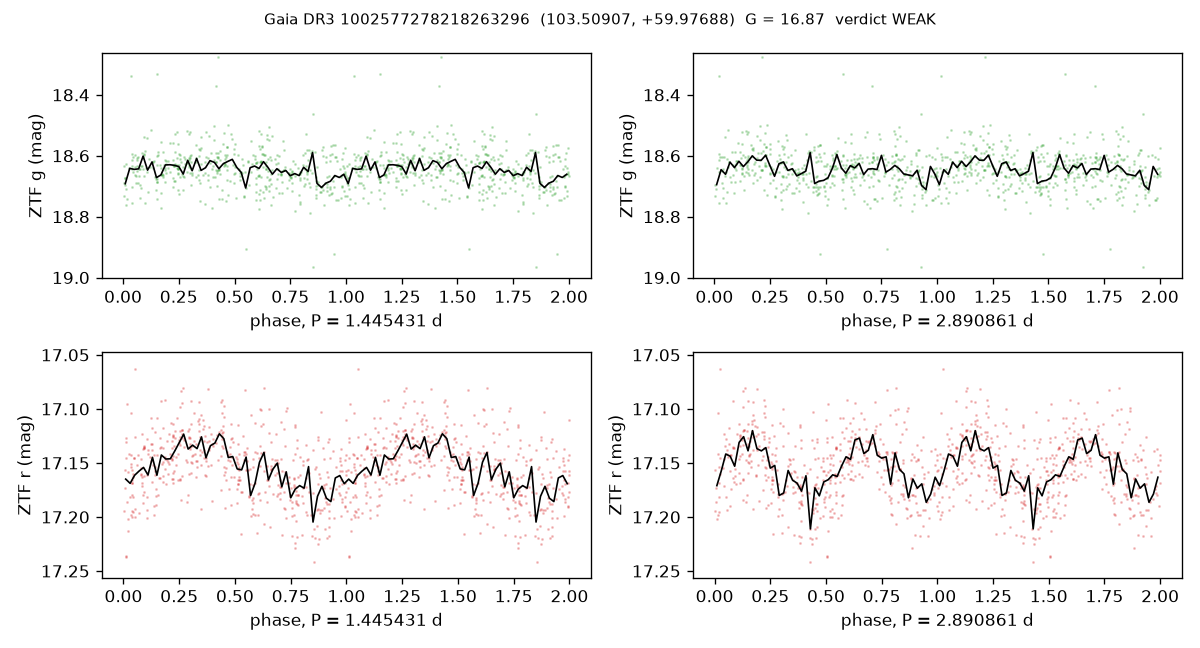 Gaia DR3 1002577278218263296 (103.50907, +59.97688) G = 16.87 verdict WEAK
ZTF g (mag)
18.4
18.6
18.8
19.0
0.00 0.25 0.50 0.75 1.00 1.25 1.50 1.75 2.00
phase, P = 1.445431 d
ZTF g (mag)
18.4
18.6
18.8
19.0
0.00 0.25 0.50 0.75 1.00 1.25 1.50 1.75 2.00
phase, P = 2.890861 d
ZTF r (mag)
17.05
17.10
17.15
17.20
17.25
0.00 0.25 0.50 0.75 1.00 1.25 1.50 1.75 2.00
phase, P = 1.445431 d
ZTF r (mag)
17.05
17.10
17.15
17.20
17.25
0.00 0.25 0.50 0.75 1.00 1.25 1.50 1.75 2.00
phase, P = 2.890861 d